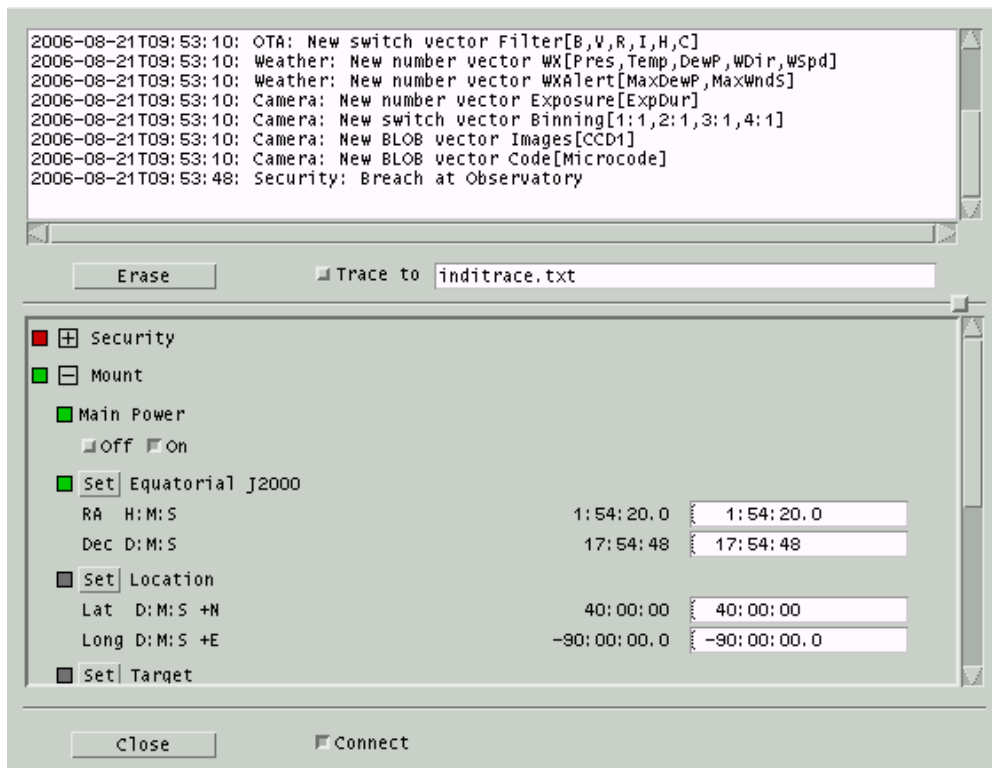 2006-08-21T09:53:10: OTA: New switch vector Filter[B,V,R,I,H,C]
2006-08-21T09:53:10: Weather: New number vector WX[Pres,Temp,DewP,WDir,WSpd]
2006-08-21T09:53:10: Weather: New number vector WXAlert[MaxDewP,MaxWndS]
2006-08-21T09:53:10: Camera: New number vector Exposure[ExpDur]
2006-08-21T09:53:10: Camera: New switch vector Binning[1:1,2:1,3:1,4:1]
2006-08-21T09:53:10: Camera: New BLOB vector Images[CCD1]
2006-08-21T09:53:10: Camera: New BLOB vector Code[Microcode]
2006-08-21T09:53:48: Security: Breach at Observatory
Erase Trace to inditrace.txt
Security
Mount
Main Power
Off On
Set Equatorial J2000
RA H:M:S 1:54:20.0 1:54:20.0
Dec D:M:S 17:54:48 17:54:48
Set Location
Lat D:M:S +N 40:00:00 40:00:00
Long D:M:S +E -90:00:00.0 -90:00:00.0
Set Target
Close Connect